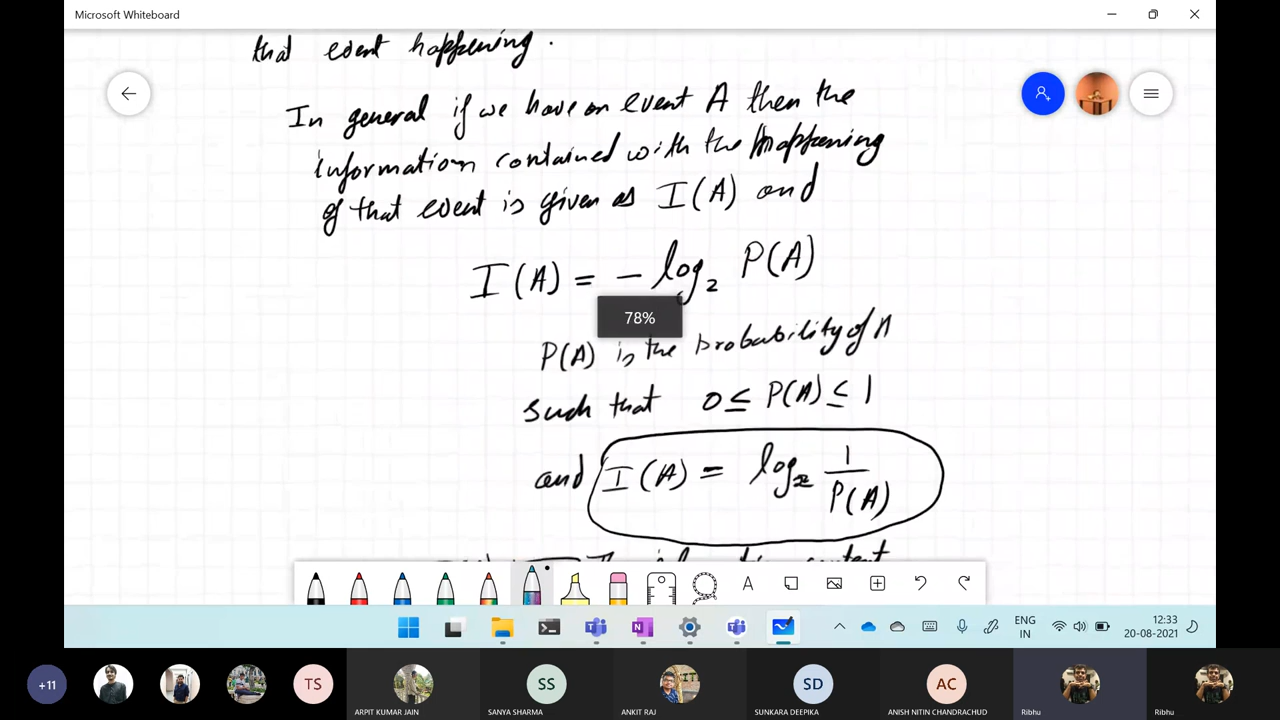 Microsoft Whiteboard
that event happening.
In general if we have an event A then the
information contained with the happening
of that event is given as I(A) and
I(A) = - log₂ P(A)
78%
P(A) is the probability of A
such that 0 ≤ P(A) ≤ 1
and I(A) = log₂ 1/P(A)
A
ENG
IN
12:33
20-08-2021
+11
TS
ARPIT KUMAR JAIN
SS
SANYA SHARMA
ANKIT RAJ
SD
SUNKARA DEEPIKA
AC
ANISH NITIN CHANDRACHUD
Ribhu
Ribhu